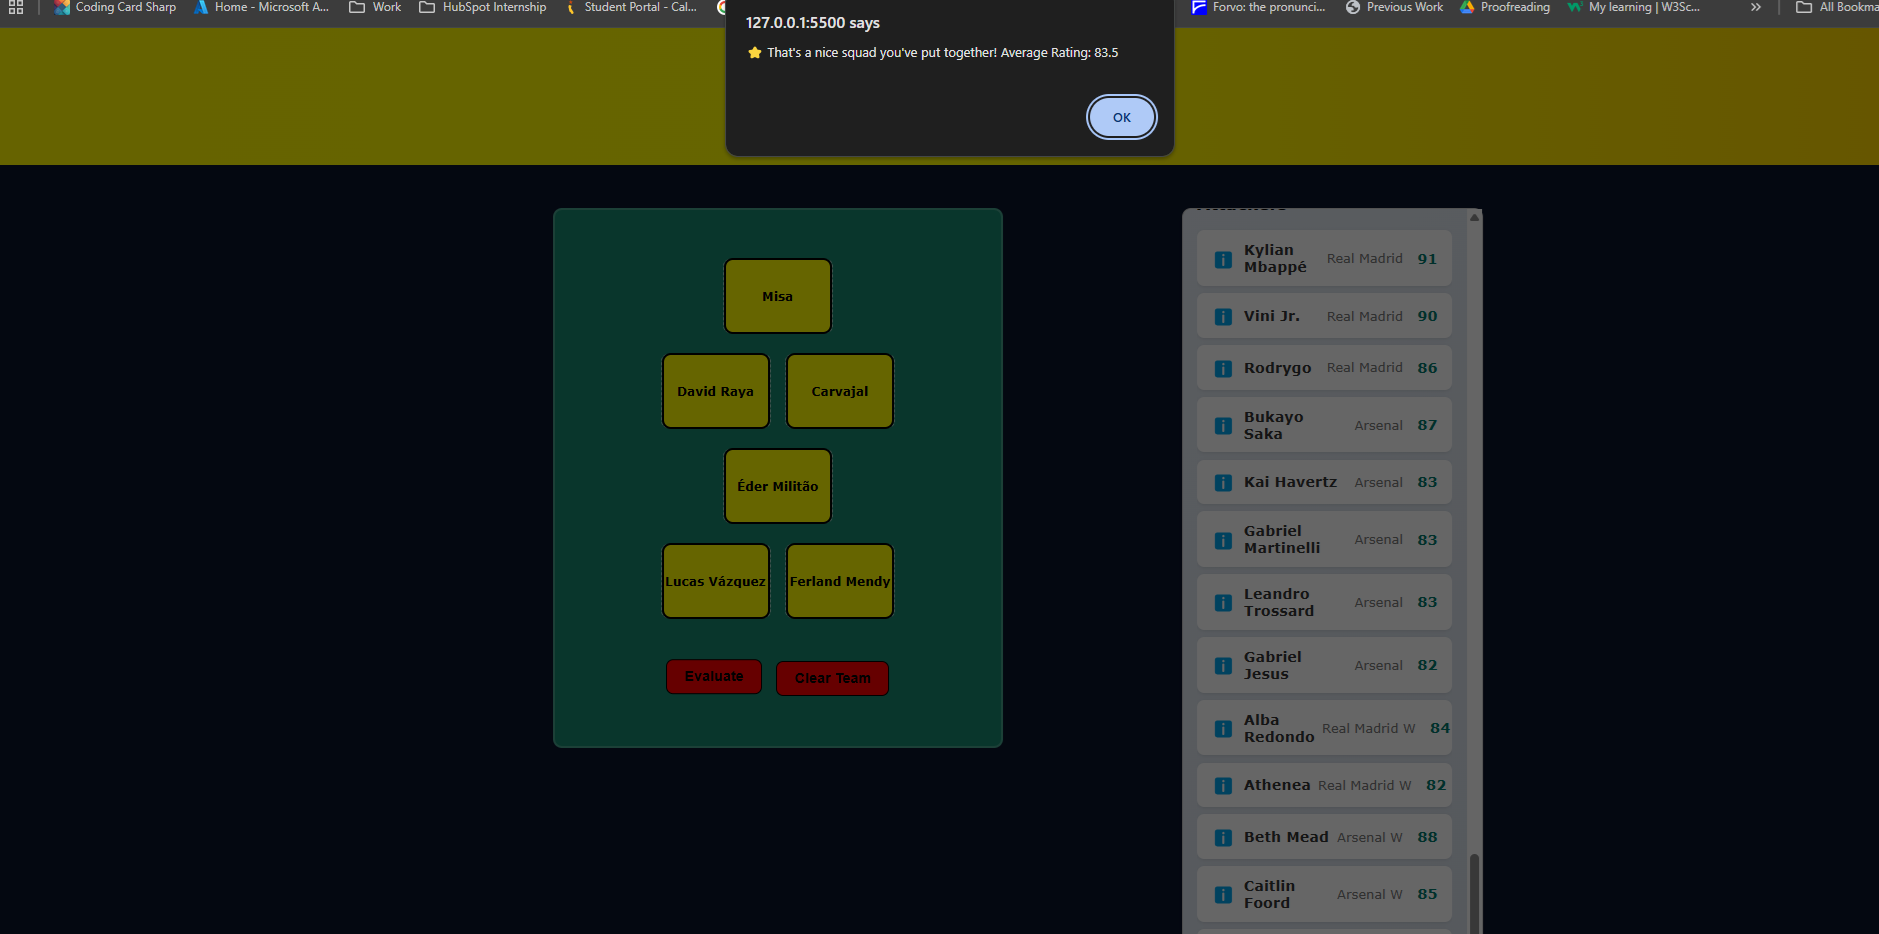 Coding Card Sharp
Home - Microsoft A...
Work
HubSpot Internship
Student Portal - Cal...
Forvo: the pronunci...
Previous Work
Proofreading
My learning | W3Sc...
All Bookma
127.0.0.1:5500 says
⭐ That's a nice squad you've put together! Average Rating: 83.5
OK
Misa
David Raya
Carvajal
Éder Militão
Lucas Vázquez
Ferland Mendy
Evaluate
Clear Team
Kylian
Mbappé
Real Madrid
91
Vini Jr.
Real Madrid
90
Rodrygo
Real Madrid
86
Bukayo
Saka
Arsenal
87
Kai Havertz
Arsenal
83
Gabriel
Martinelli
Arsenal
83
Leandro
Trossard
Arsenal
83
Gabriel
Jesus
Arsenal
82
Alba
Redondo
Real Madrid W
84
Athenea
Real Madrid W
82
Beth Mead
Arsenal W
88
Caitlin
Foord
Arsenal W
85